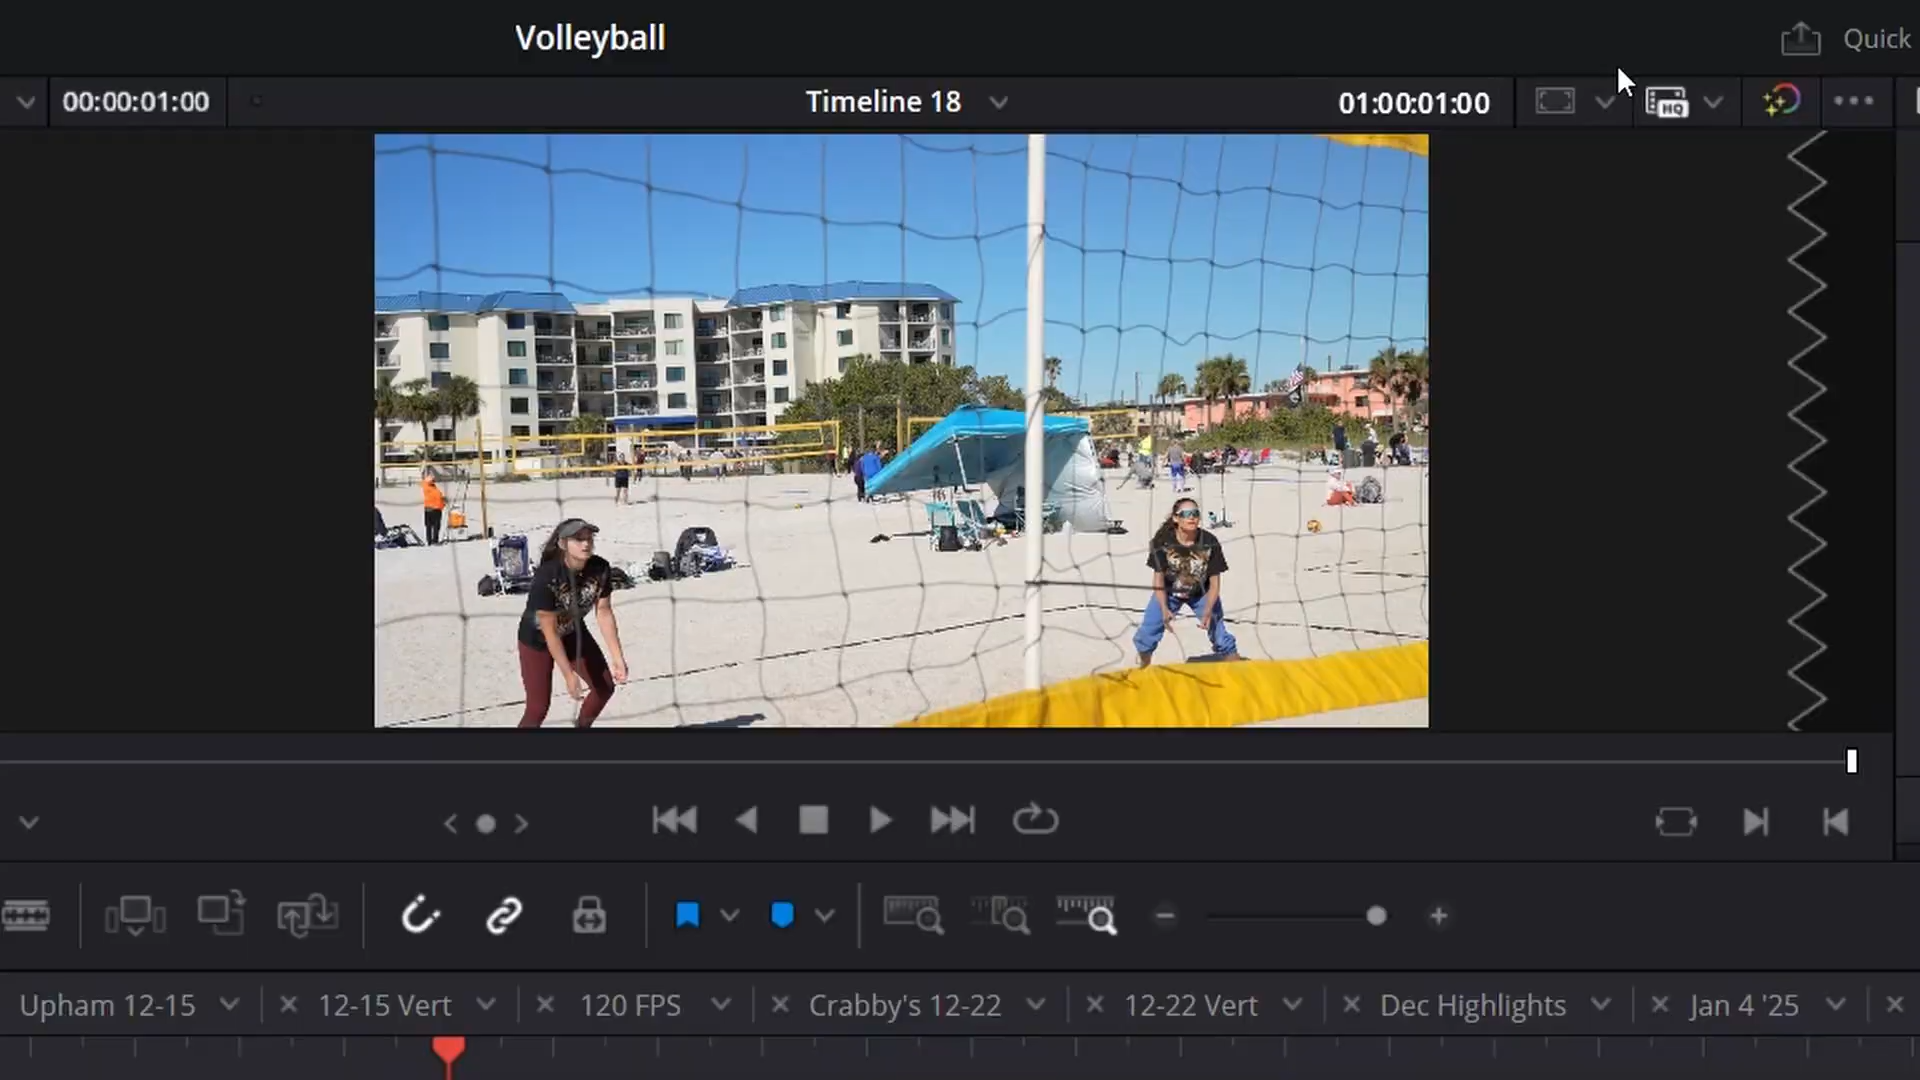 Volleyball
Quick
00:00:01:00
Timeline 18
01:00:01:00
HQ
Upham 12-15
12-15 Vert
120 FPS
Crabby's 12-22
12-22 Vert
Dec Highlights
Jan 4 '25